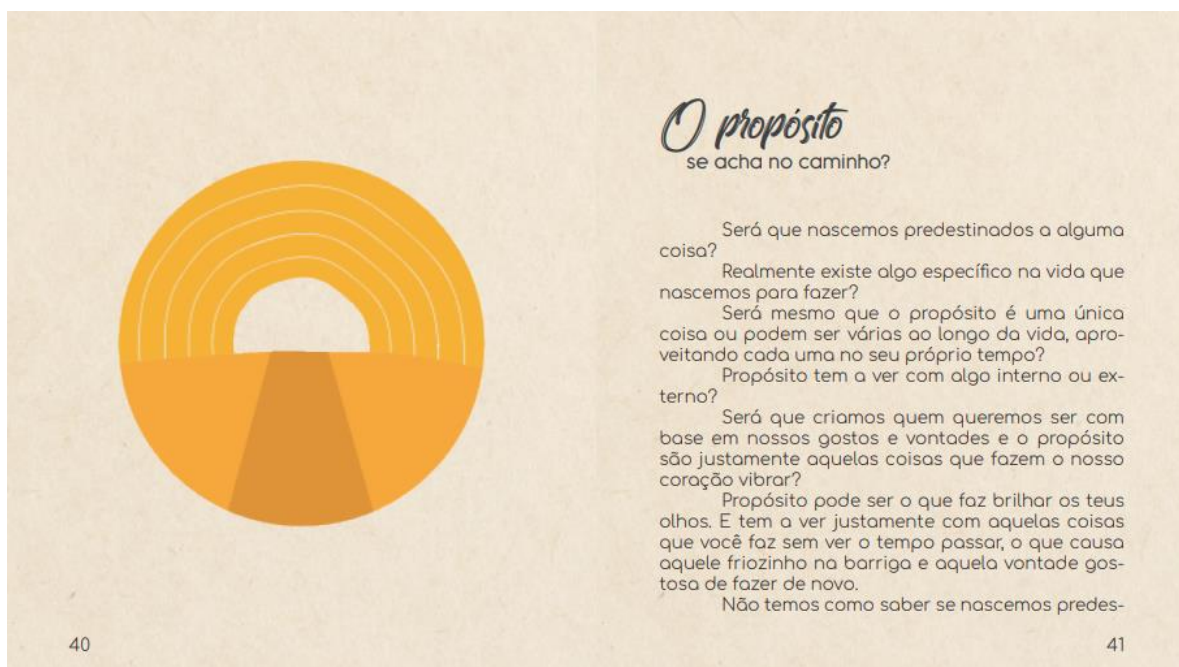 O propósito
se acha no caminho?
Será que nascemos predestinados a alguma
coisa?
Realmente existe algo específico na vida que
nascemos para fazer?
Será mesmo que o propósito é uma única
coisa ou podem ser várias ao longo da vida, apro-
veitando cada uma no seu próprio tempo?
Propósito tem a ver com algo interno ou ex-
terno?
Será que criamos quem queremos ser com
base em nossos gostos e vontades e o propósito
são justamente aquelas coisas que fazem o nosso
coração vibrar?
Propósito pode ser o que faz brilhar os teus
olhos. E tem a ver justamente com aquelas coisas
que você faz sem ver o tempo passar, o que causa
aquele friozinho na barriga e aquela vontade gos-
tosa de fazer de novo.
Não temos como saber se nascemos predes-
40
41